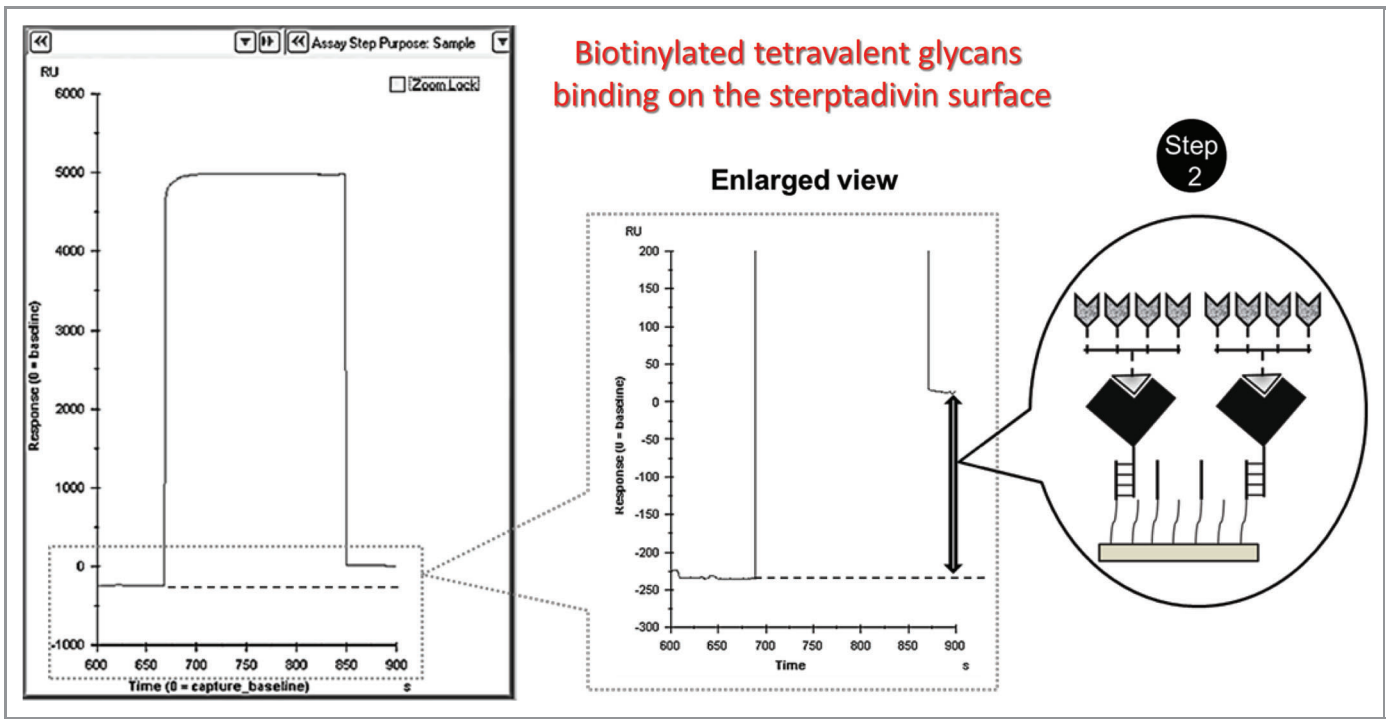 Assay Step Purpose: Sample
RU
Zoom Lock
6000
5000
4000
3000
2000
1000
0
-1000
Response (0 = baseline)
600 650 700 750 800 850 900
Time (0 = capture_baseline) s
Biotinylated tetravalent glycans
binding on the sterptadivin surface
Enlarged view
RU
200
150
100
50
0
-50
-100
-150
-200
-250
-300
Response (0 = baseline)
600 650 700 750 800 850 900
Time s
Step
2